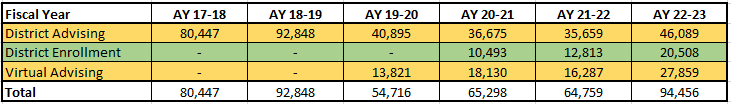 Fiscal Year AY 17-18 AY 18-19 AY 19-20 AY 20-21 AY 21-22 AY 22-23
District Advising 80,447 92,848 40,895 36,675 35,659 46,089
District Enrollment - - - 10,493 12,813 20,508
Virtual Advising - - 13,821 18,130 16,287 27,859
Total 80,447 92,848 54,716 65,298 64,759 94,456